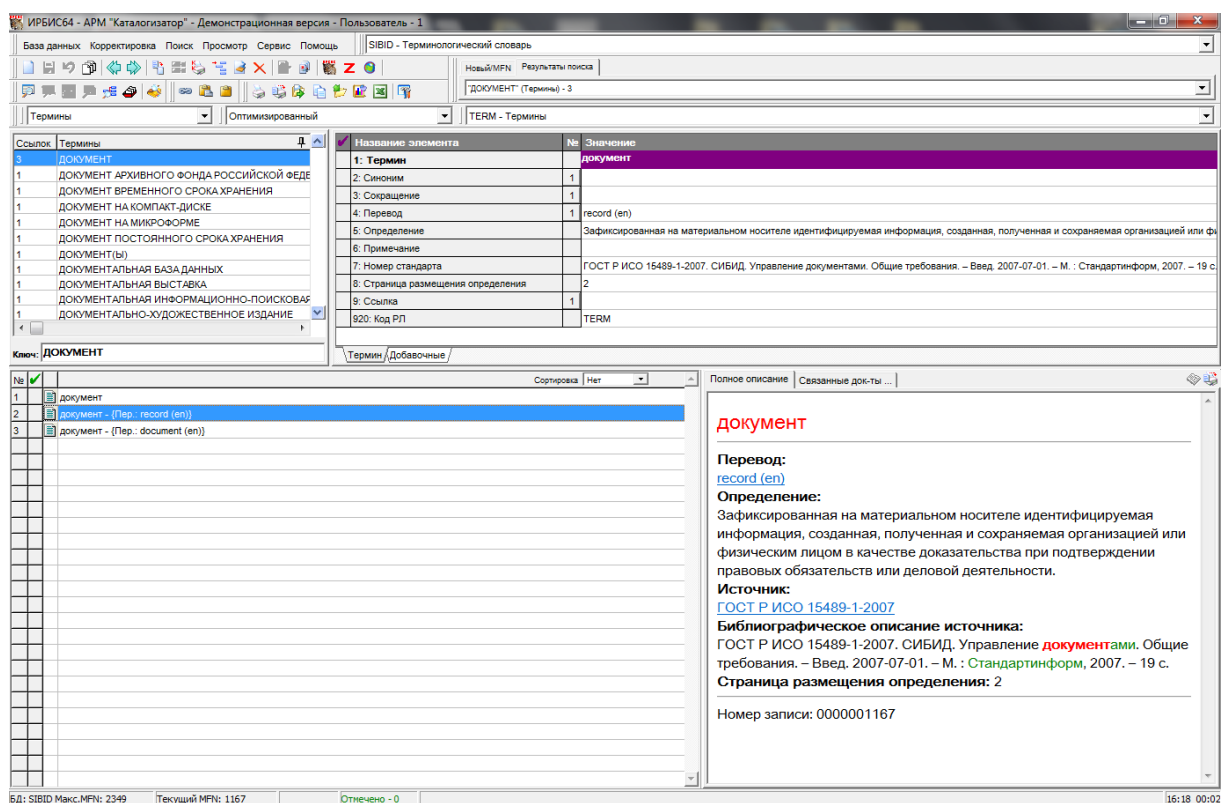 ИРБИС64 - АРМ "Каталогизатор" - Демонстрационная версия - Пользователь - 1
База данных Корректировка Поиск Просмотр Сервис Помощь
SIBID - Терминологический словарь
Новый/MFN Результаты поиска
"ДОКУМЕНТ" (Термины) - 3
Термины
Оптимизированный
TERM - Термины
Ссылок Термины
3 ДОКУМЕНТ
1 ДОКУМЕНТ АРХИВНОГО ФОНДА РОССИЙСКОЙ ФЕДЕ
1 ДОКУМЕНТ ВРЕМЕННОГО СРОКА ХРАНЕНИЯ
1 ДОКУМЕНТ НА КОМПАКТ-ДИСКЕ
1 ДОКУМЕНТ НА МИКРОФОРМЕ
1 ДОКУМЕНТ ПОСТОЯННОГО СРОКА ХРАНЕНИЯ
1 ДОКУМЕНТ(Ы)
1 ДОКУМЕНТАЛЬНАЯ БАЗА ДАННЫХ
1 ДОКУМЕНТАЛЬНАЯ ВЫСТАВКА
1 ДОКУМЕНТАЛЬНАЯ ИНФОРМАЦИОННО-ПОИСКОВАЯ
1 ДОКУМЕНТАЛЬНО-ХУДОЖЕСТВЕННОЕ ИЗДАНИЕ
Ключ: ДОКУМЕНТ
Название элемента № Значение
1: Термин документ
2: Синоним 1
3: Сокращение 1
4: Перевод 1 record (en)
5: Определение Зафиксированная на материальном носителе идентифицируемая информация, созданная, полученная и сохраняемая организацией или фи
6: Примечание
7: Номер стандарта ГОСТ Р ИСО 15489-1-2007. СИБИД. Управление документами. Общие требования. – Введ. 2007-07-01. – М. : Стандартинформ, 2007. – 19 с.
8: Страница размещения определения 2
9: Ссылка 1
920: Код РЛ TERM
Термин Добавочные
№ Сортировка Нет
1 документ
2 документ - {Пер.: record (en)}
3 документ - {Пер.: document (en)}
Полное описание Связанные док-ты ...
документ
Перевод:
record (en)
Определение:
Зафиксированная на материальном носителе идентифицируемая
информация, созданная, полученная и сохраняемая организацией или
физическим лицом в качестве доказательства при подтверждении
правовых обязательств или деловой деятельности.
Источник:
ГОСТ Р ИСО 15489-1-2007
Библиографическое описание источника:
ГОСТ Р ИСО 15489-1-2007. СИБИД. Управление документами. Общие
требования. – Введ. 2007-07-01. – М. : Стандартинформ, 2007. – 19 с.
Страница размещения определения: 2
Номер записи: 0000001167
БД: SIBID Макс.MFN: 2349 Текущий MFN: 1167 Отмечено - 0 16:18 00:02